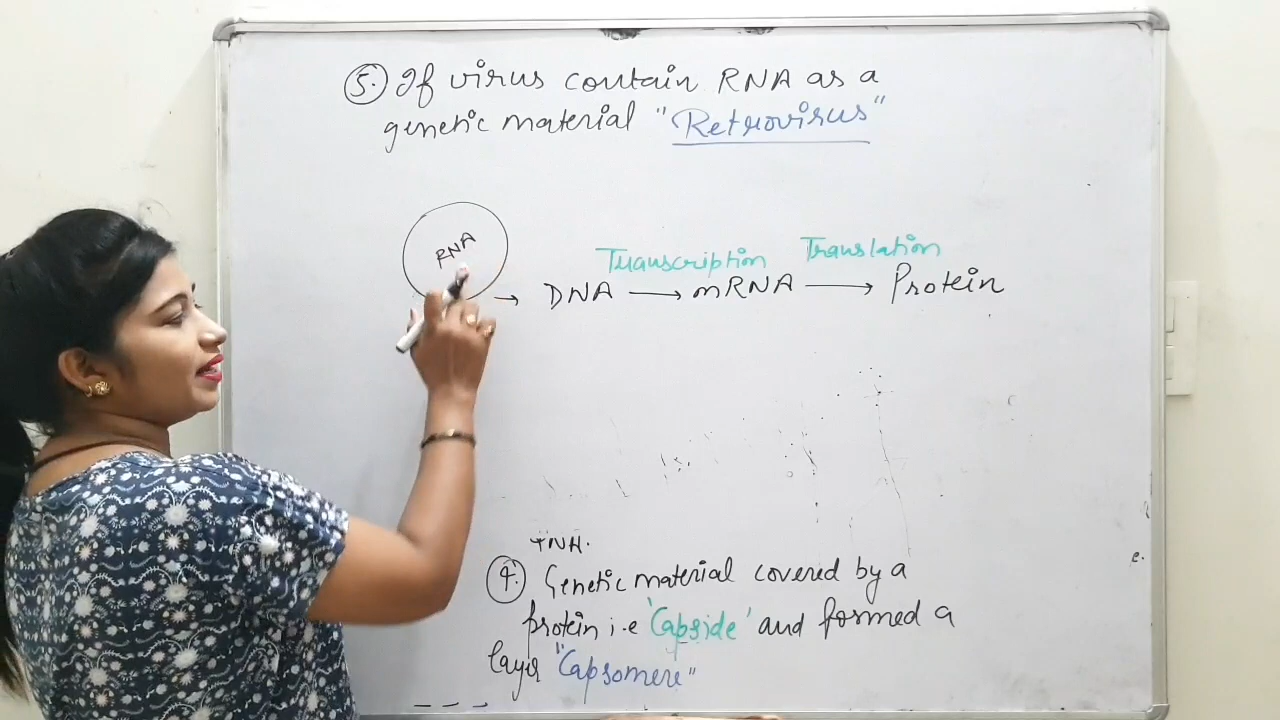 5. If virus contain RNA as a
genetic material "Retrovirus"
RNA
Transcription Translation
→ DNA → mRNA → Protein
4. Genetic material covered by a
protein i.e 'Capside' and formed a
layer "Capsomere"